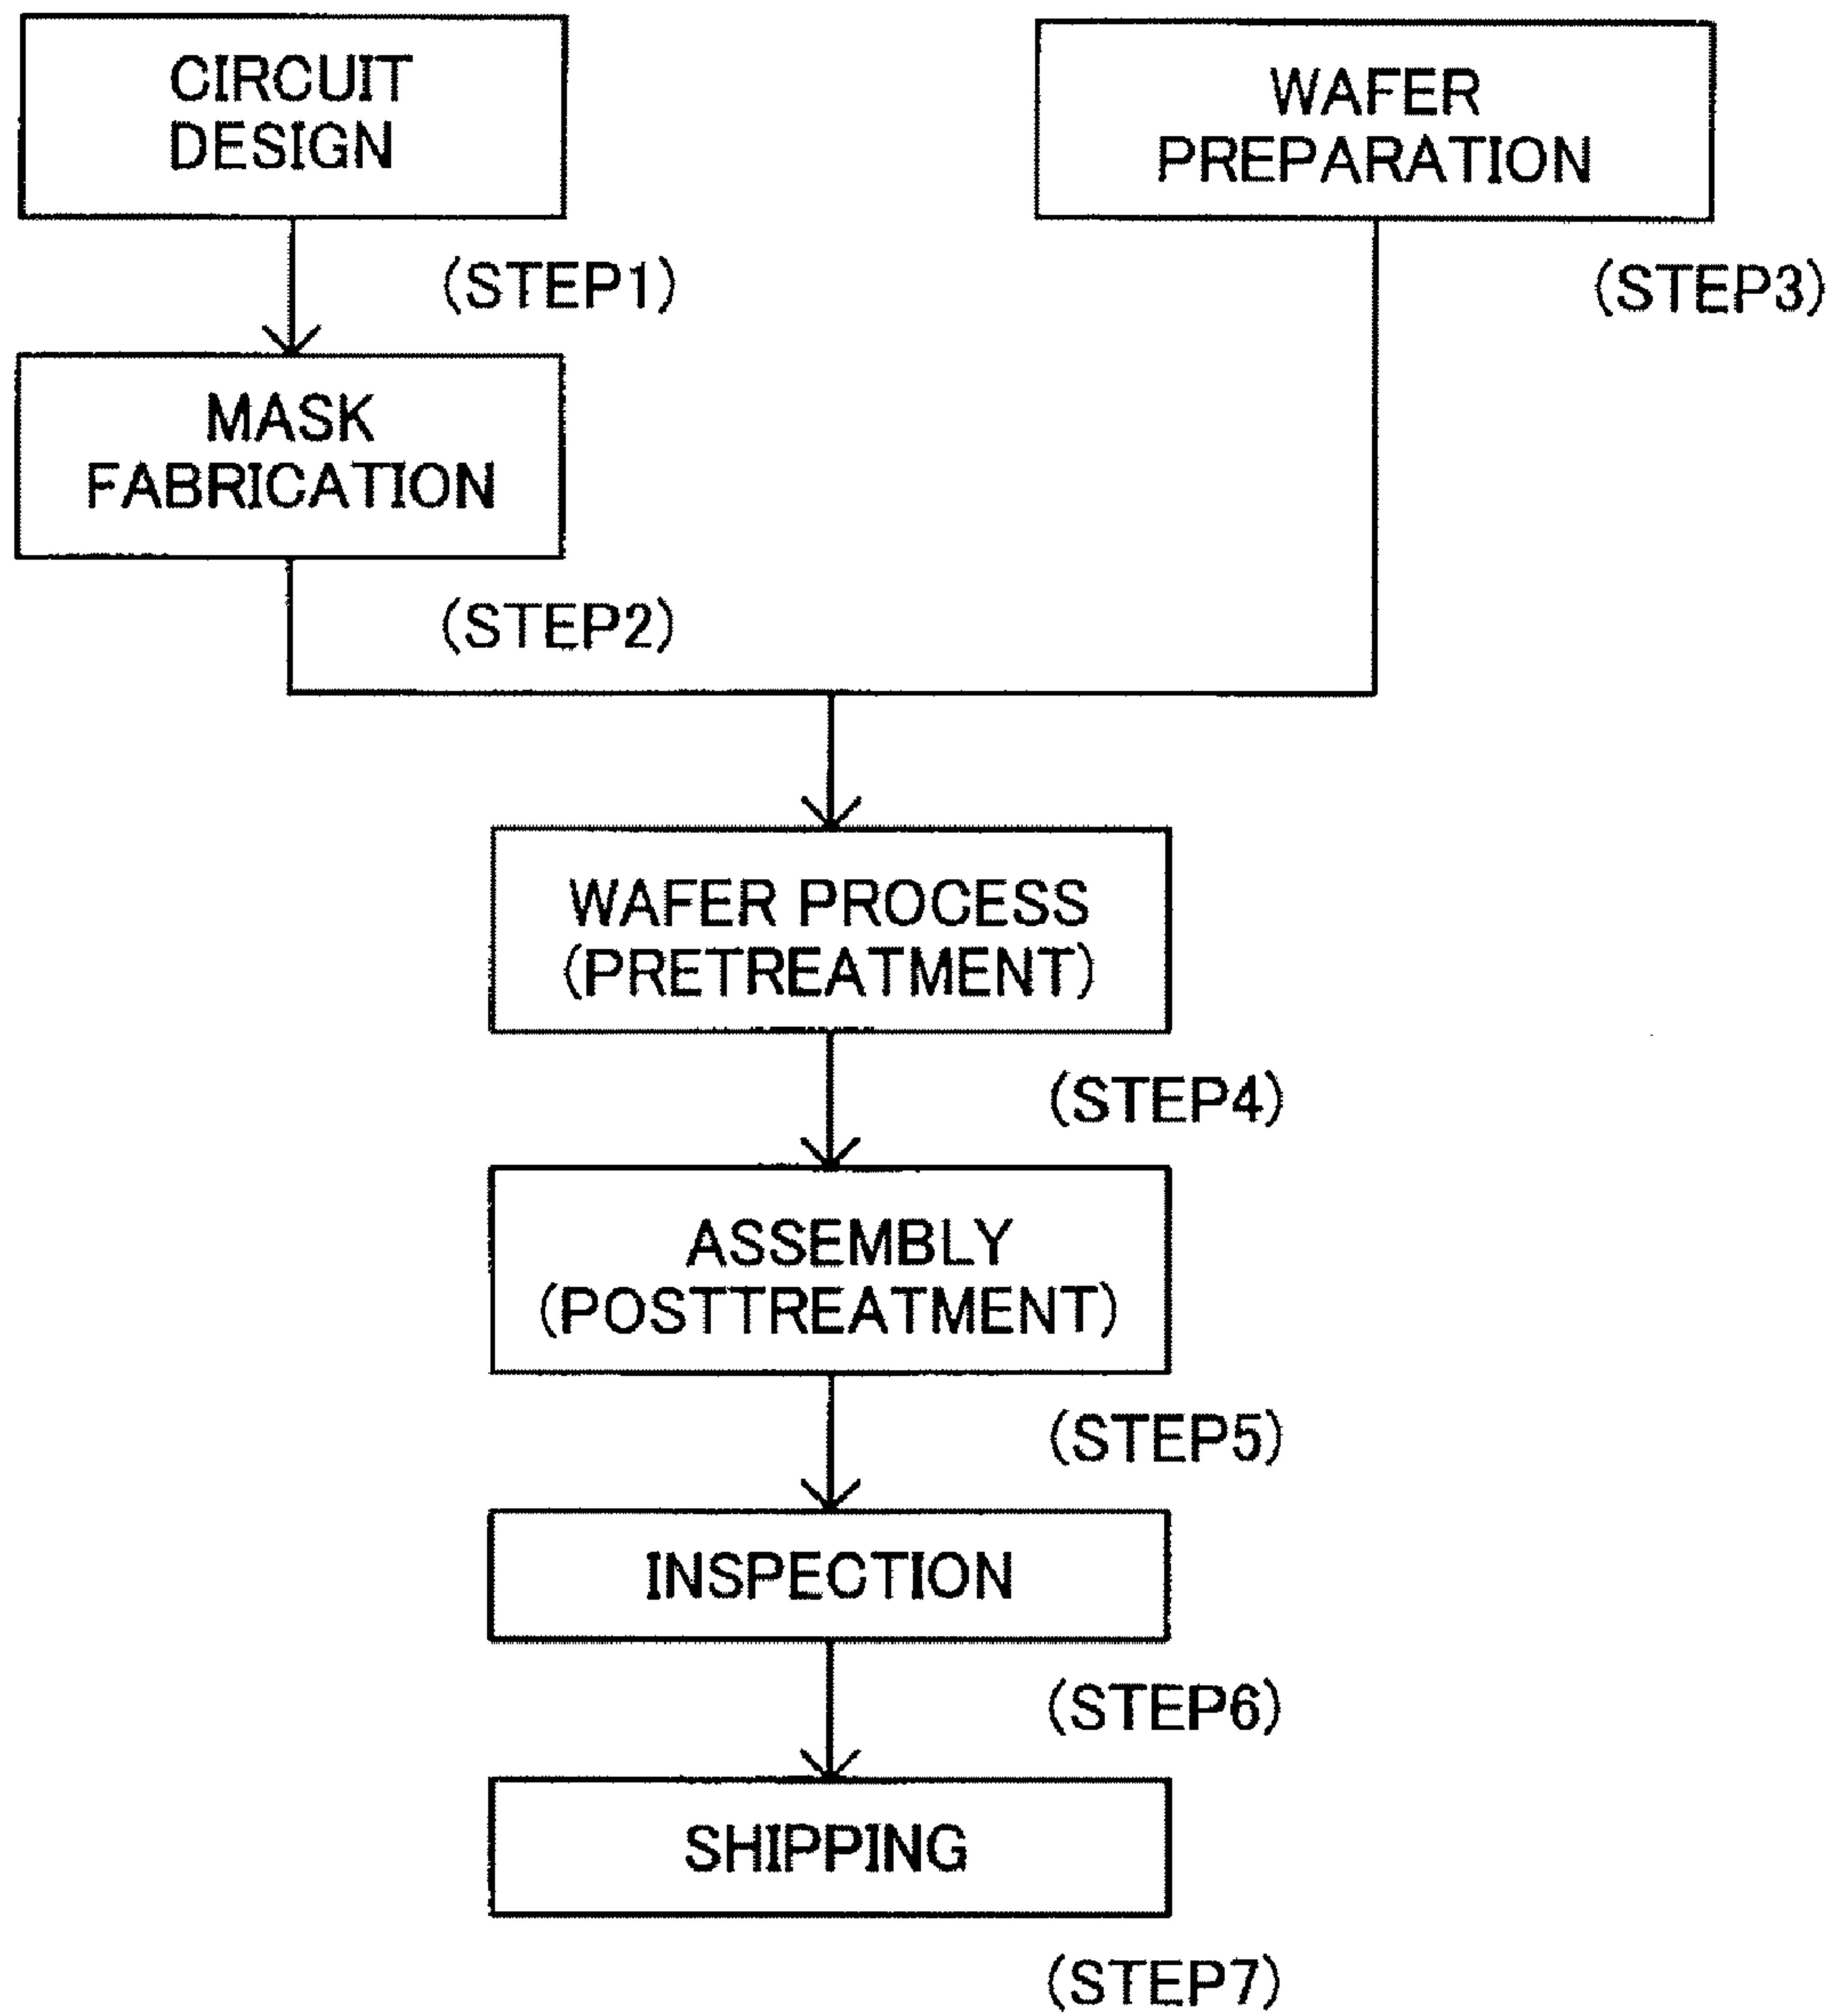 CIRCUIT
DESIGN
(STEP1)
MASK
FABRICATION
(STEP2)
WAFER
PREPARATION
(STEP3)
WAFER PROCESS
(PRETREATMENT)
(STEP4)
ASSEMBLY
(POSTTREATMENT)
(STEP5)
INSPECTION
(STEP6)
SHIPPING
(STEP7)